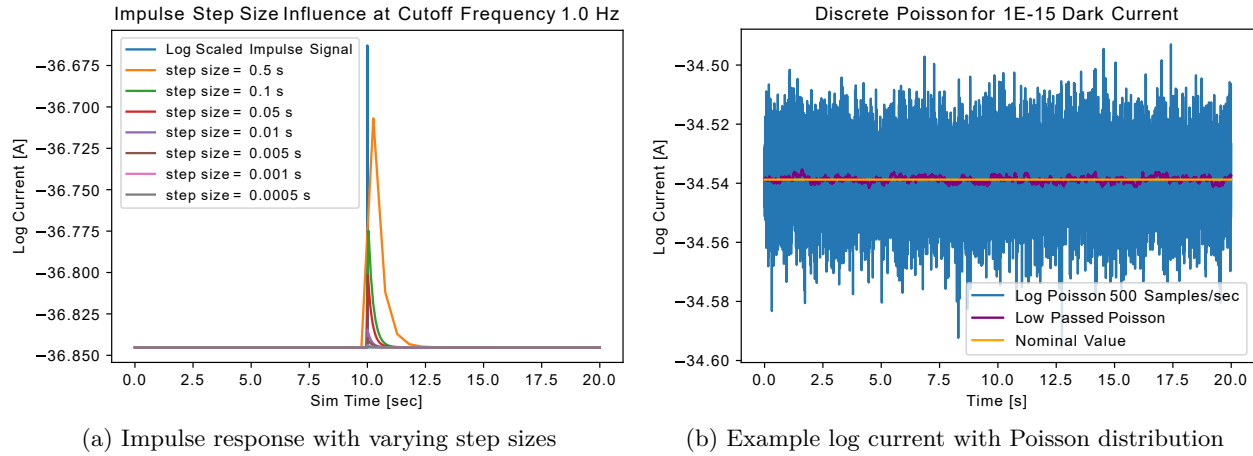 Impulse Step Size Influence at Cutoff Frequency 1.0 Hz
Log Current [A]
−36.675
−36.700
−36.725
−36.750
−36.775
−36.800
−36.825
−36.850
Log Scaled Impulse Signal
step size = 0.5 s
step size = 0.1 s
step size = 0.05 s
step size = 0.01 s
step size = 0.005 s
step size = 0.001 s
step size = 0.0005 s
0.0 2.5 5.0 7.5 10.0 12.5 15.0 17.5 20.0
Sim Time [sec]
(a) Impulse response with varying step sizes
Discrete Poisson for 1E-15 Dark Current
Log Current [A]
−34.50
−34.52
−34.54
−34.56
−34.58
−34.60
Log Poisson 500 Samples/sec
Low Passed Poisson
Nominal Value
0.0 2.5 5.0 7.5 10.0 12.5 15.0 17.5 20.0
Time [s]
(b) Example log current with Poisson distribution